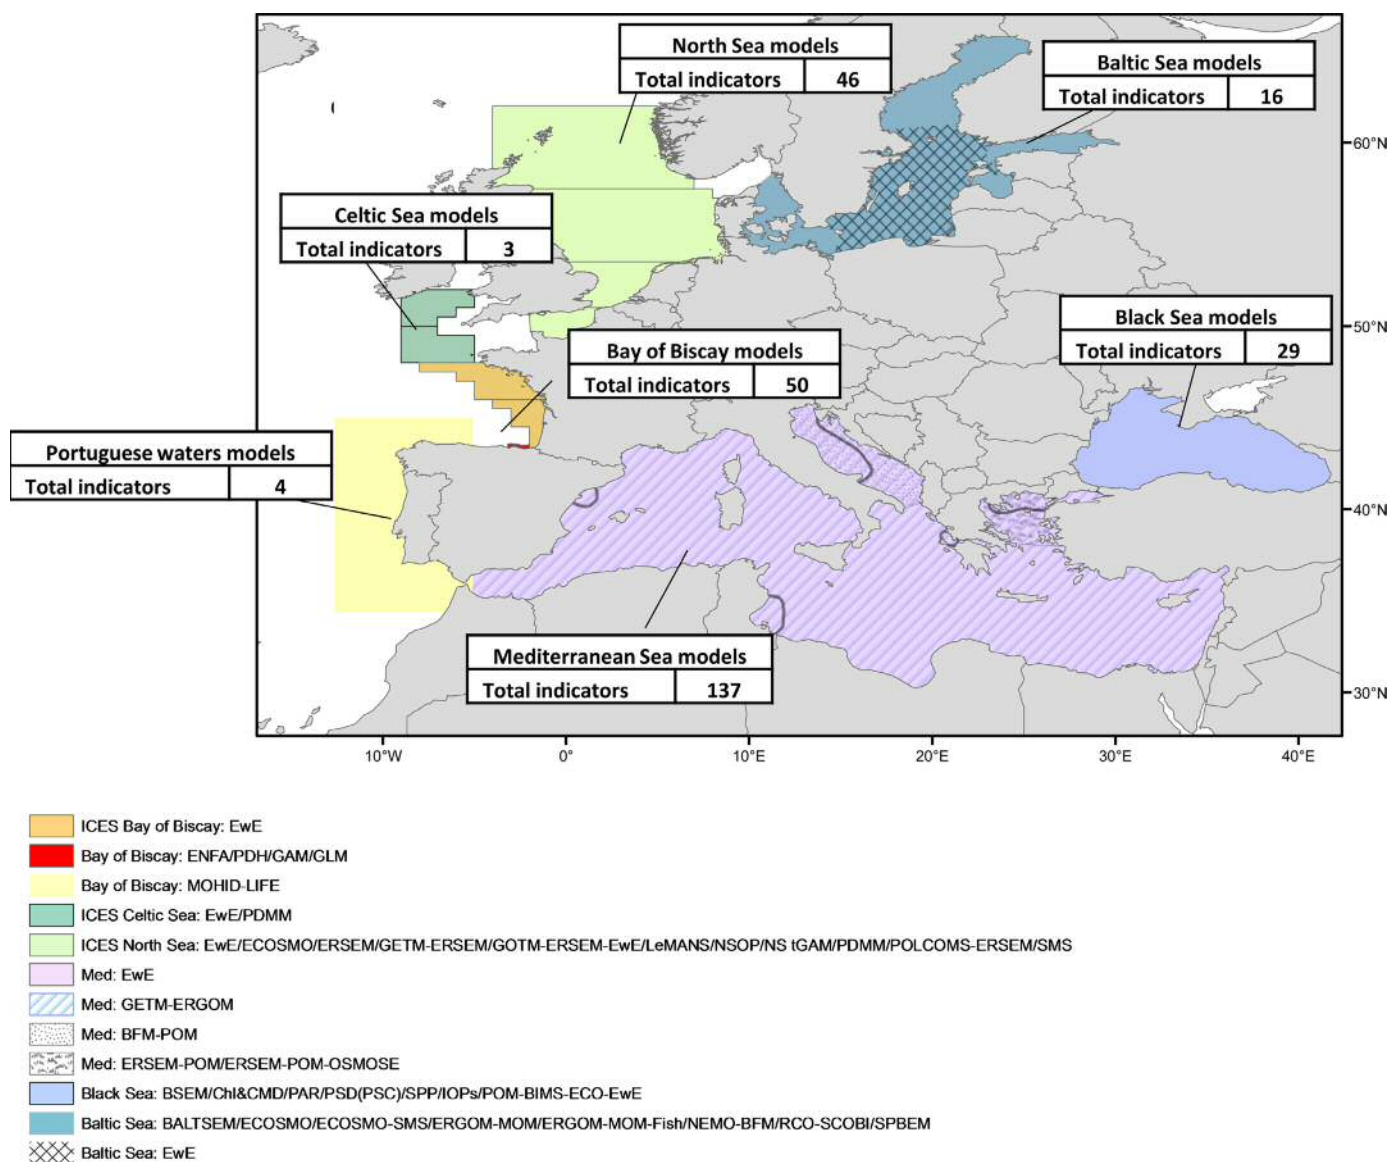 North Sea models
Total indicators 46
Baltic Sea models
Total indicators 16
60°N
Celtic Sea models
Total indicators 3
Black Sea models
Total indicators 29
50°N
Bay of Biscay models
Total indicators 50
Portuguese waters models
Total indicators 4
40°N
Mediterranean Sea models
Total indicators 137
30°N
10°W 0° 10°E 20°E 30°E 40°E
ICES Bay of Biscay: EwE
Bay of Biscay: ENFA/PDH/GAM/GLM
Bay of Biscay: MOHID-LIFE
ICES Celtic Sea: EwE/PDMM
ICES North Sea: EwE/ECOSMO/ERSEM/GETM-ERSEM/GOTM-ERSEM-EwE/LeMANS/NSOP/NS tGAM/PDMM/POLCOMS-ERSEM/SMS
Med: EwE
Med: GETM-ERGOM
Med: BFM-POM
Med: ERSEM-POM/ERSEM-POM-OSMOSE
Black Sea: BSEM/Chl&CMD/PAR/PSD(PSC)/SPP/IOPs/POM-BIMS-ECO-EwE
Baltic Sea: BALTSEM/ECOSMO/ECOSMO-SMS/ERGOM-MOM/ERGOM-MOM-Fish/NEMO-BFM/RCO-SCOBI/SPBEM
Baltic Sea: EwE